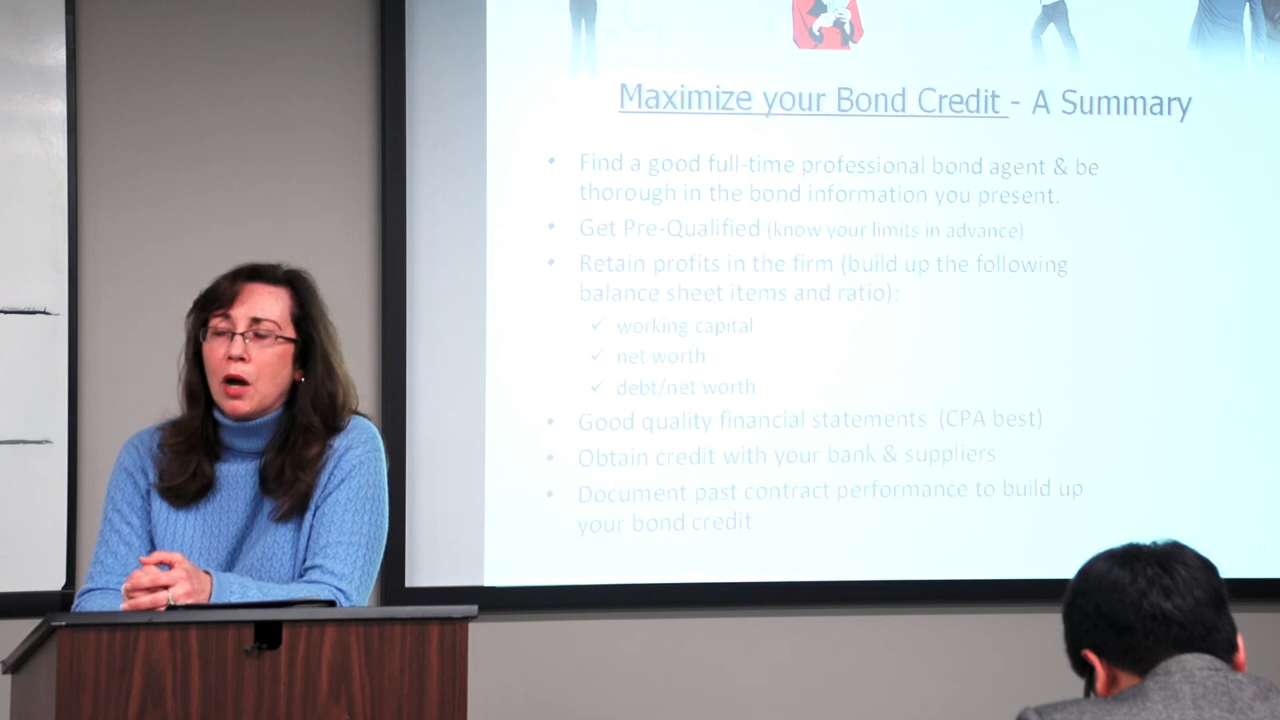 Maximize your Bond Credit - A Summary
• Find a good full-time professional bond agent & be
thorough in the bond information you present.
• Get Pre-Qualified (know your limits in advance)
• Retain profits in the firm (build up the following
balance sheet items and ratio):
✓ working capital
✓ net worth
✓ debt/net worth
• Good quality financial statements (CPA best)
• Obtain credit with your bank & suppliers
• Document past contract performance to build up
your bond credit